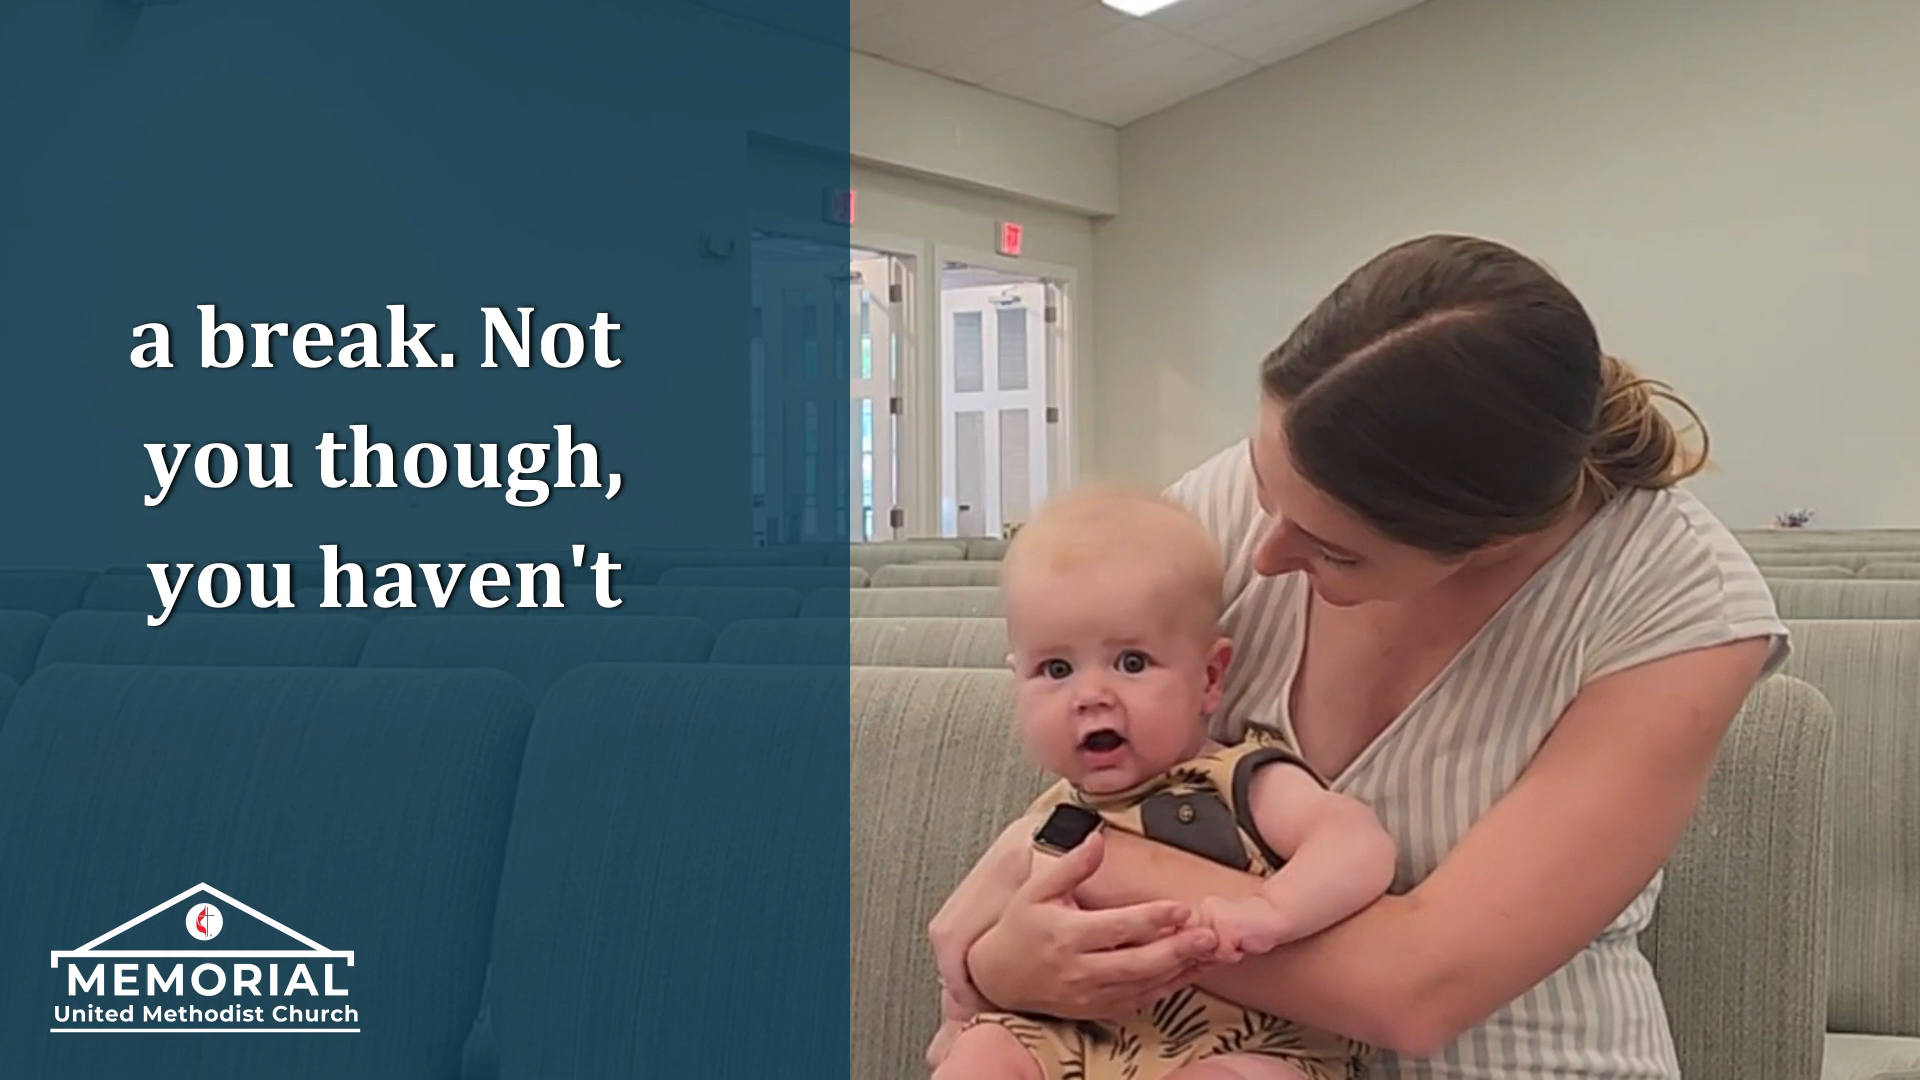 a break. Not
you though,
you haven't
MEMORIAL
United Methodist Church